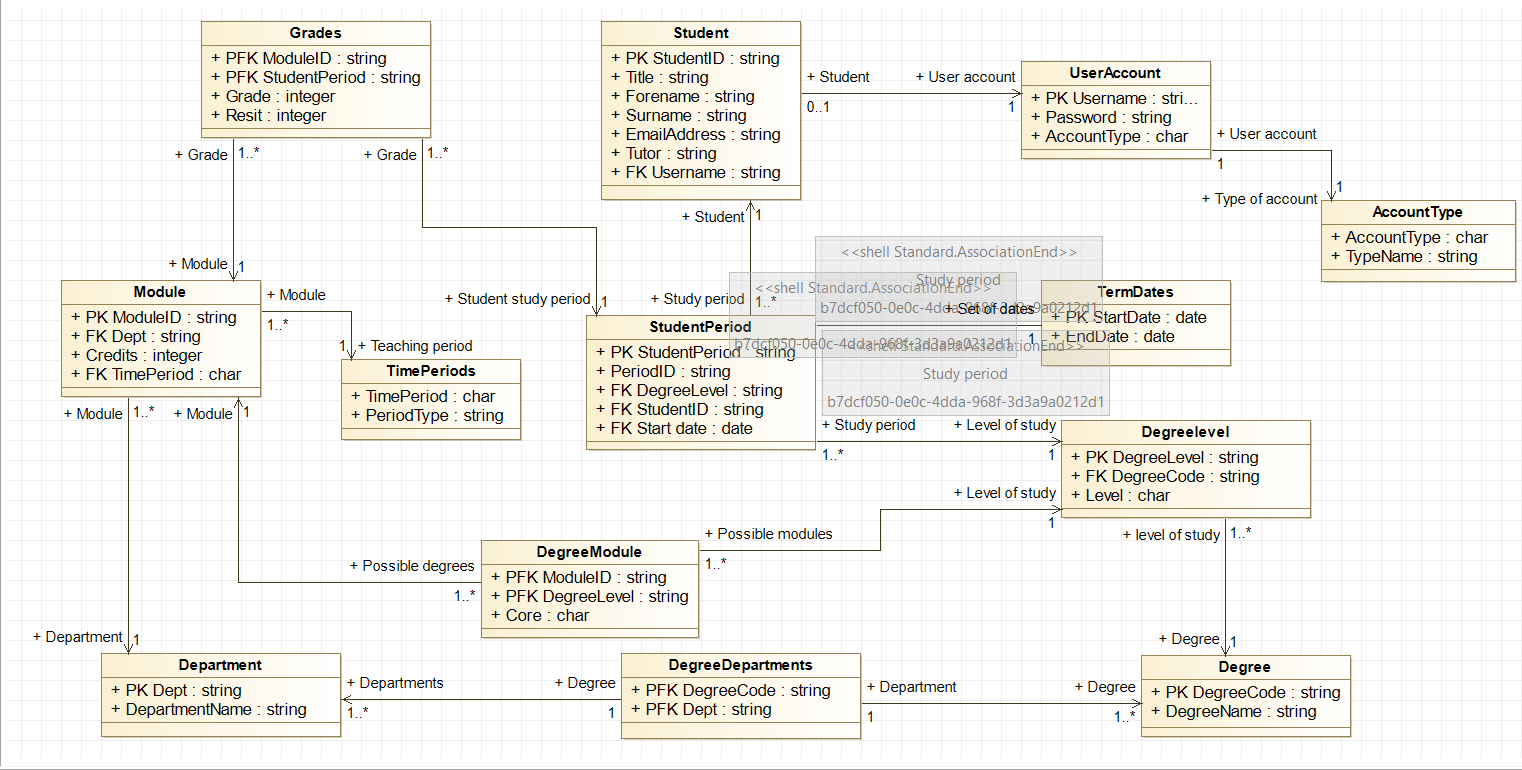 Grades
+ PFK ModuleID : string
+ PFK StudentPeriod : string
+ Grade : integer
+ Resit : integer
Student
+ PK StudentID : string
+ Title : string
+ Forename : string
+ Surname : string
+ EmailAddress : string
+ Tutor : string
+ FK Username : string
+ Student
0..1
+ User account
1
UserAccount
+ PK Username : stri...
+ Password : string
+ AccountType : char
+ User account
1
+ Type of account
1
AccountType
+ AccountType : char
+ TypeName : string
+ Grade
1..*
+ Grade
1..*
+ Module
1
+ Student study period
1
+ Student
1
+ Study period
1..*
<<shell Standard.AssociationEnd>>
Study period
b7dcf050-0e0c-4dda-968f-3d3a9a0212d1
<<shell Standard.AssociationEnd>>
b7dcf050-0e0c-4dda-968f-3d3a9a0212d1
<<shell Standard.AssociationEnd>>
Study period
b7dcf050-0e0c-4dda-968f-3d3a9a0212d1
+ Set of dates
1
TermDates
+ PK StartDate : date
+ EndDate : date
Module
+ PK ModuleID : string
+ FK Dept : string
+ Credits : integer
+ FK TimePeriod : char
+ Module
1..*
1
+ Teaching period
TimePeriods
+ TimePeriod : char
+ PeriodType : string
StudentPeriod
+ PK StudentPeriod : string
+ PeriodID : string
+ FK DegreeLevel : string
+ FK StudentID : string
+ FK Start date : date
+ Study period
1..*
+ Level of study
1
Degreelevel
+ PK DegreeLevel : string
+ FK DegreeCode : string
+ Level : char
+ Module
1..*
+ Module
1
+ Level of study
1
+ Possible modules
1..*
+ Possible degrees
1..*
DegreeModule
+ PFK ModuleID : string
+ PFK DegreeLevel : string
+ Core : char
+ level of study
1..*
+ Department
1
+ Degree
1
Department
+ PK Dept : string
+ DepartmentName : string
+ Departments
1..*
+ Degree
1
DegreeDepartments
+ PFK DegreeCode : string
+ PFK Dept : string
+ Department
1
+ Degree
1..*
Degree
+ PK DegreeCode : string
+ DegreeName : string